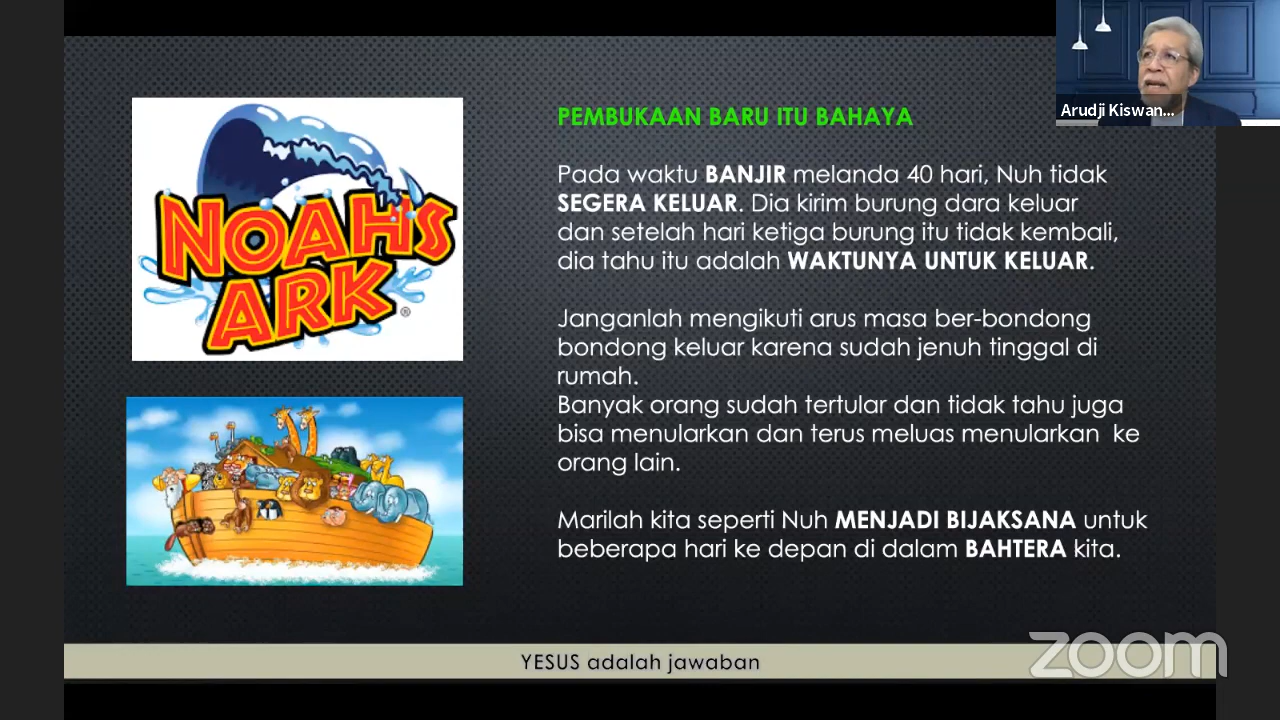 Arudji Kiswan...
NOAHS
ARK®
PEMBUKAAN BARU ITU BAHAYA
Pada waktu BANJIR melanda 40 hari, Nuh tidak
SEGERA KELUAR. Dia kirim burung dara keluar
dan setelah hari ketiga burung itu tidak kembali,
dia tahu itu adalah WAKTUNYA UNTUK KELUAR.
Janganlah mengikuti arus masa ber-bondong
bondong keluar karena sudah jenuh tinggal di
rumah.
Banyak orang sudah tertular dan tidak tahu juga
bisa menularkan dan terus meluas menularkan  ke
orang lain.
Marilah kita seperti Nuh MENJADI BIJAKSANA untuk
beberapa hari ke depan di dalam BAHTERA kita.
YESUS adalah jawaban
zoom